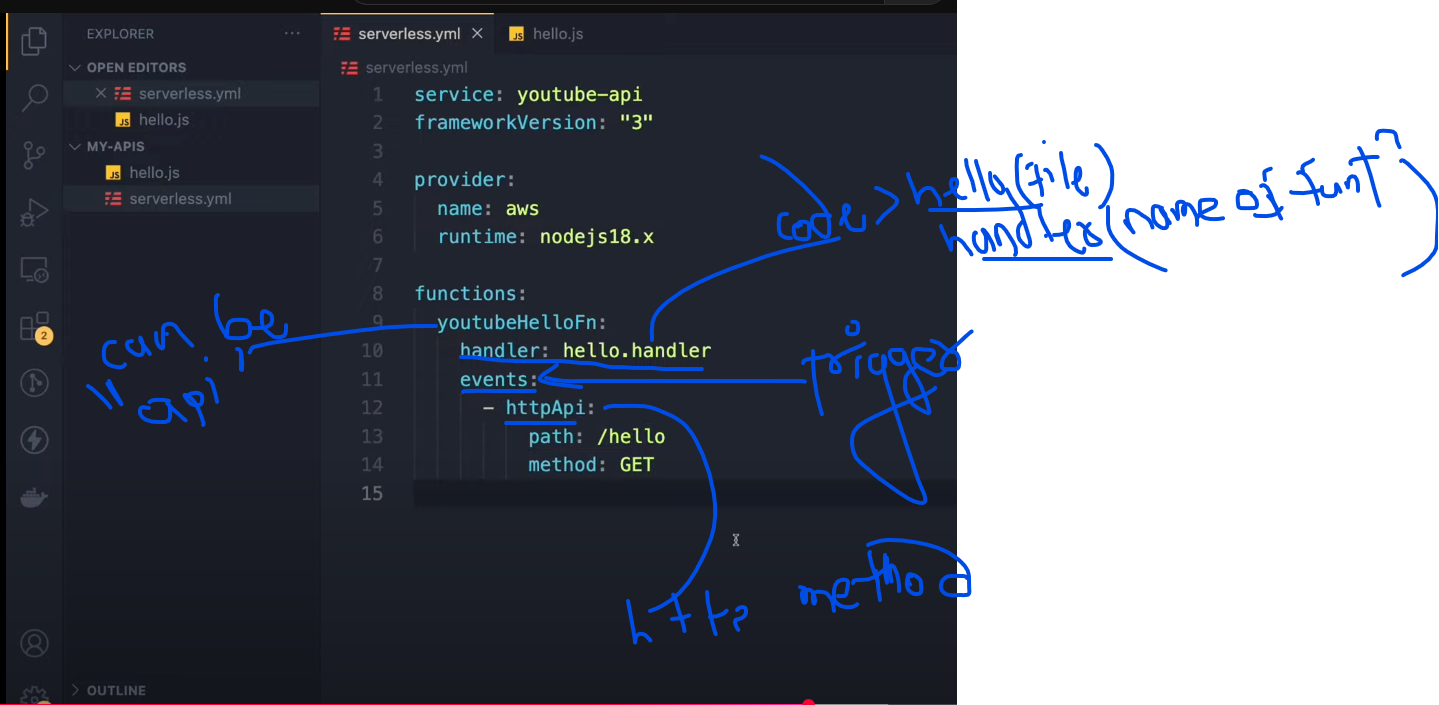 EXPLORER
OPEN EDITORS
serverless.yml
hello.js
MY-APIS
hello.js
serverless.yml
OUTLINE
2
serverless.yml
hello.js
serverless.yml
1 service: youtube-api
2 frameworkVersion: "3"
3
4 provider:
5 name: aws
6 runtime: nodejs18.x
7
8 functions:
9 youtubeHelloFn:
10 handler: hello.handler
11 events:
12 - httpApi:
13 path: /hello
14 method: GET
15
can be
" api
code > hello(file)
handler (name of funt)
trigger
http method